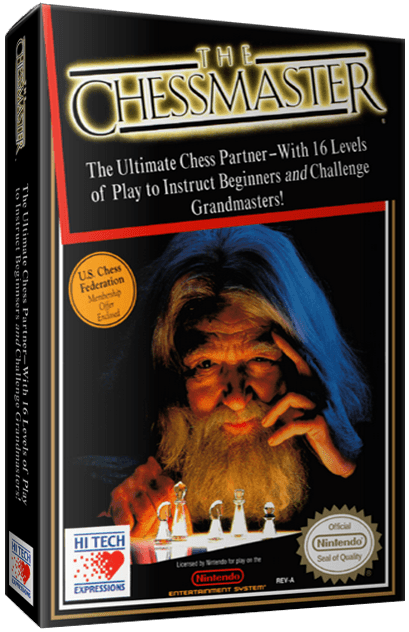 THE
CHESSMASTER
The Ultimate Chess Partner–With 16 Levels
of Play to Instruct Beginners and Challenge
Grandmasters!
U.S. Chess
Federation
Membership
Offer
Enclosed
HI TECH
EXPRESSIONS
Licensed by Nintendo for play on the
Nintendo
ENTERTAINMENT SYSTEM
REV-A
Official
Nintendo
Seal of Quality
THE
CHESSMASTER
The Ultimate Chess Partner–With 16 Levels of Play
to Instruct Beginners and Challenge Grandmasters!
HI TECH
EXPRESSIONS